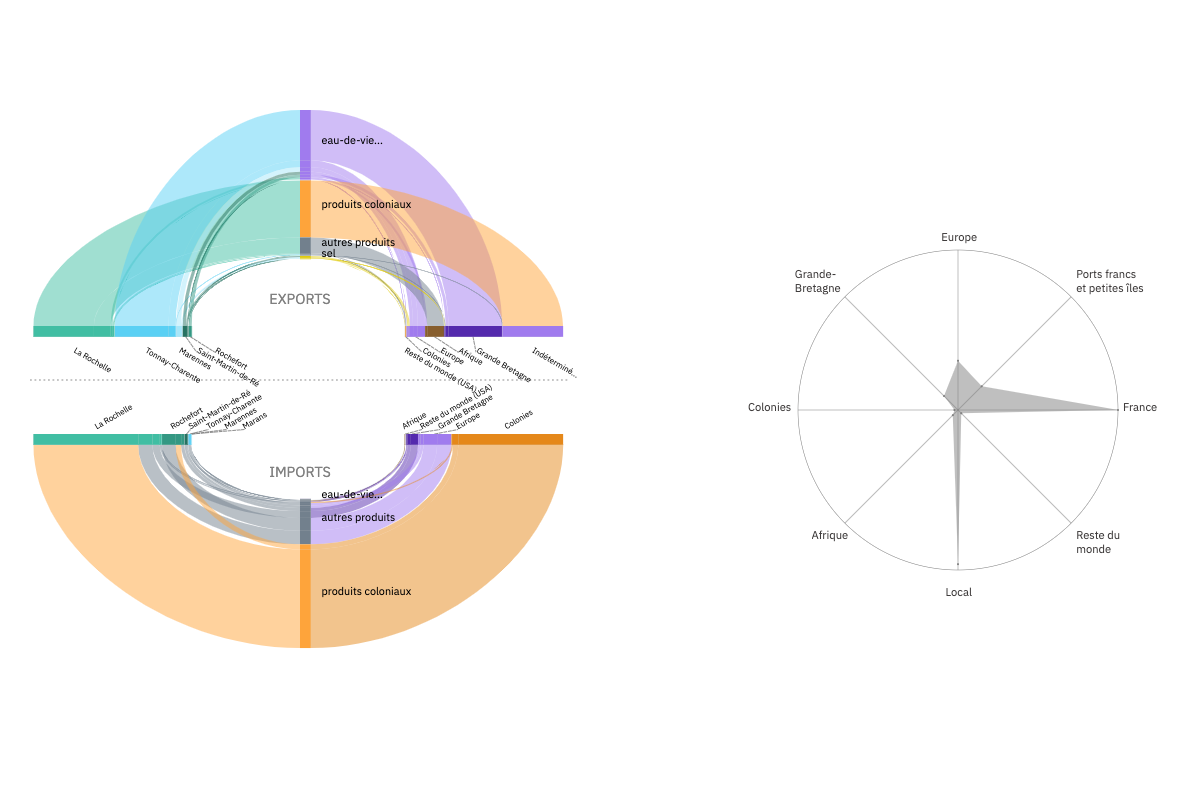 eau-de-vie...
produits coloniaux
autres produits
sel
EXPORTS
La Rochelle
Tonnay-Charente
Marennes
Saint-Martin-de-Ré
Rochefort
Reste du monde (USA)
Colonies
Europe
Afrique
Grande Bretagne
Indéterminé...
La Rochelle
Rochefort
Saint-Martin-de-Ré
Tonnay-Charente
Marennes
Marans
Afrique
Reste du monde (USA)
Grande Bretagne
Europe
Colonies
IMPORTS
eau-de-vie...
autres produits
produits coloniaux
Europe
Grande-
Bretagne
Ports francs
et petites îles
Colonies
France
Afrique
Reste du
monde
Local